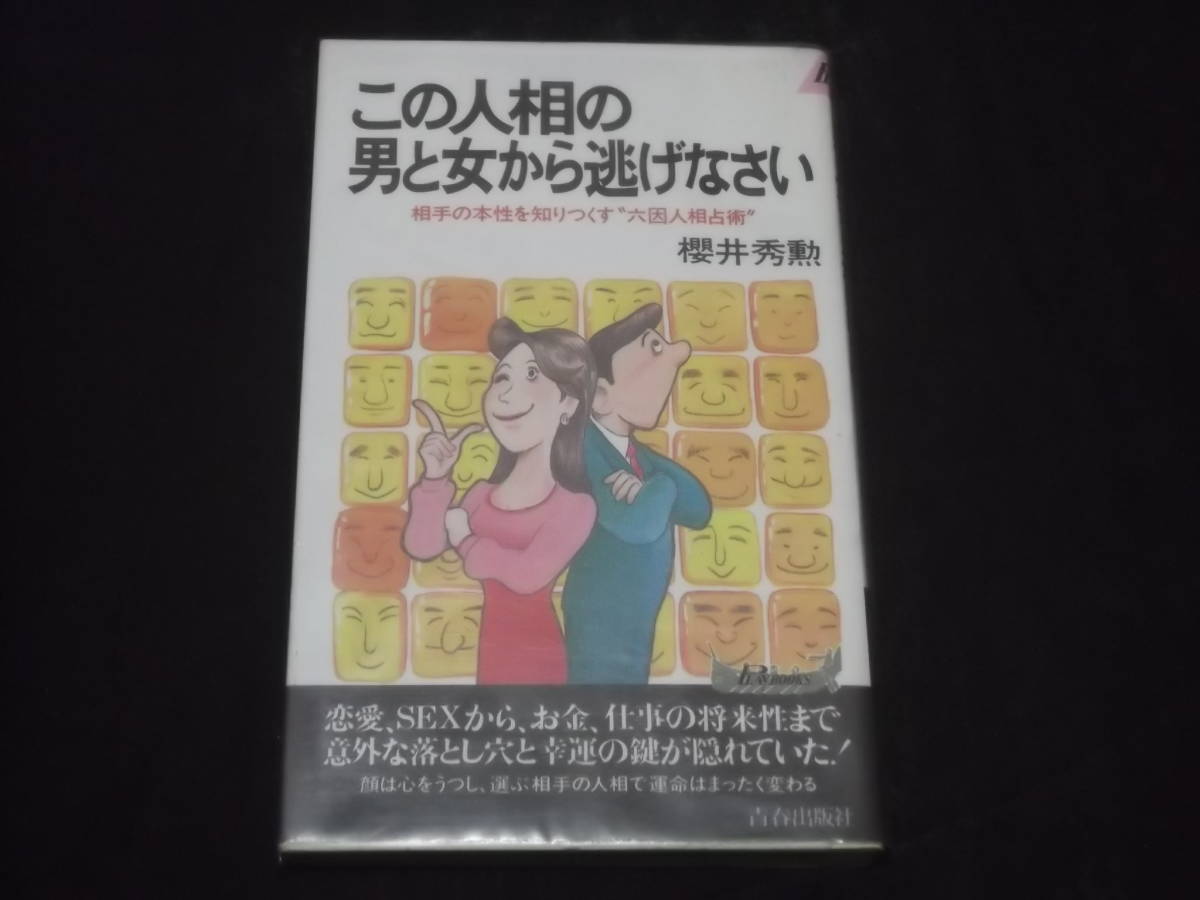 この人相の
男と女から逃げなさい
相手の本性を知りつくす〝六因人相占術〟
櫻井秀勲
PLAYBOOKS
恋愛、SEXから、お金、仕事の将来性まで
意外な落とし穴と幸運の鍵が隠れていた!
顔は心をうつし、選ぶ相手の人相で運命はまったく変わる
青春出版社